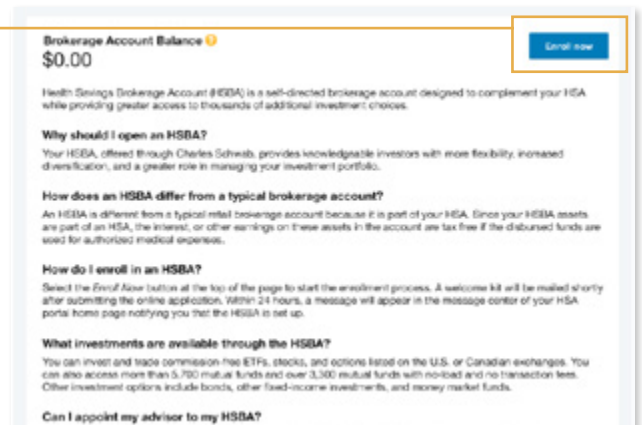 Brokerage Account Balance
Enroll now
$0.00
Health Savings Brokerage Account (HSBA) is a self-directed brokerage account designed to complement your HSA
while providing greater access to thousands of additional investment choices.
Why should I open an HSBA?
Your HSBA, offered through Charles Schwab, provides knowledgeable investors with more flexibility, increased
diversification, and a greater role in managing your investment portfolio.
How does an HSBA differ from a typical brokerage account?
An HSBA is different from a typical retail brokerage account because it is part of your HSA. Since your HSBA assets
are part of an HSA, the interest, or other earnings on these assets in the account are tax free if the disbursed funds are
used for authorized medical expenses.
How do I enroll in an HSBA?
Select the Enroll Now button at the top of the page to start the enrollment process. A welcome kit will be mailed shortly
after submitting the online application. Within 24 hours, a message will appear in the message center of your HSA
portal home page notifying you that the HSBA is set up.
What investments are available through the HSBA?
You can invest and trade commission-free ETFs, stocks, and options listed on the U.S. or Canadian exchanges. You
can also access more than 5,700 mutual funds and over 3,300 mutual funds with no-load and no transaction fees.
Other investment options include bonds, other fixed-income investments, and money market funds.
Can I appoint my advisor to my HSBA?